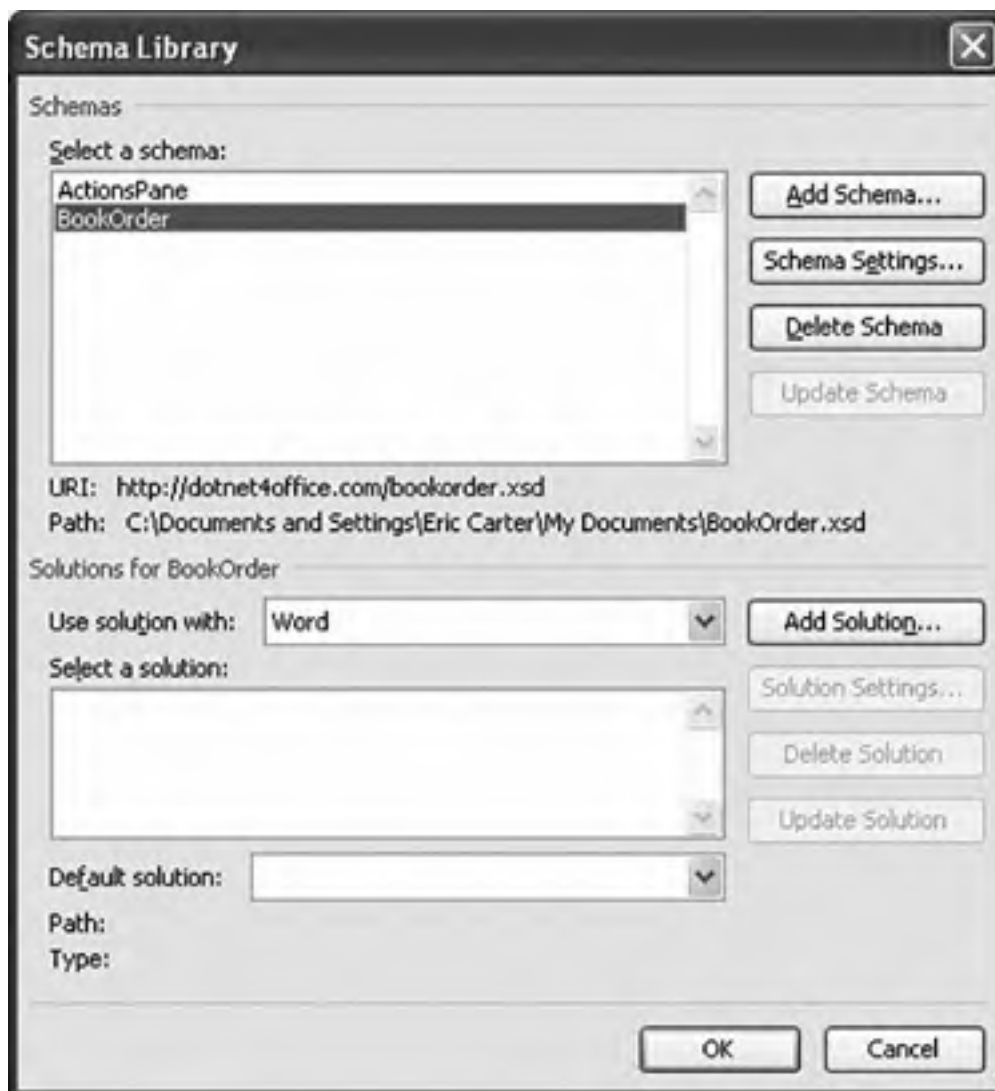 Schema Library
Schemas
Select a schema:
ActionsPane
BookOrder
Add Schema...
Schema Settings...
Delete Schema
Update Schema
URI: http://dotnet4office.com/bookorder.xsd
Path: C:\Documents and Settings\Eric Carter\My Documents\BookOrder.xsd
Solutions for BookOrder
Use solution with: Word
Add Solution...
Select a solution:
Solution Settings...
Delete Solution
Update Solution
Default solution:
Path:
Type:
OK Cancel